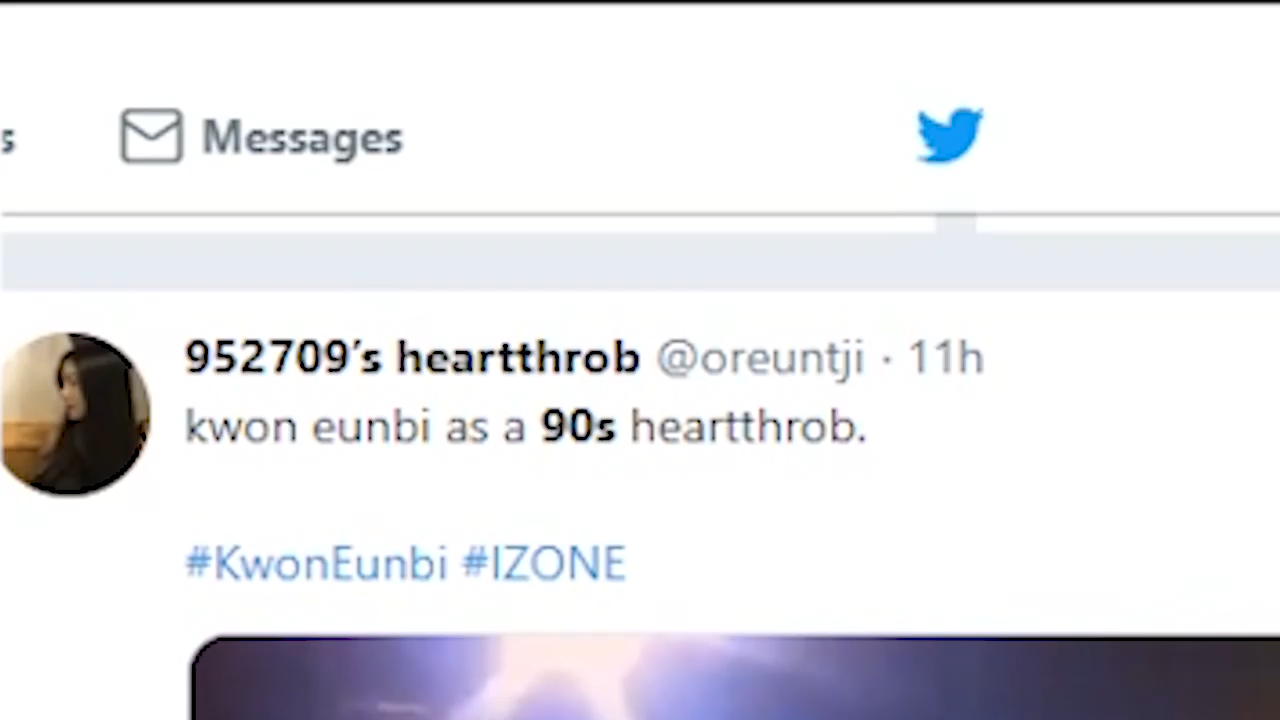 s
Messages
952709's heartthrob @oreuntji · 11h
kwon eunbi as a 90s heartthrob.
#KwonEunbi #IZONE